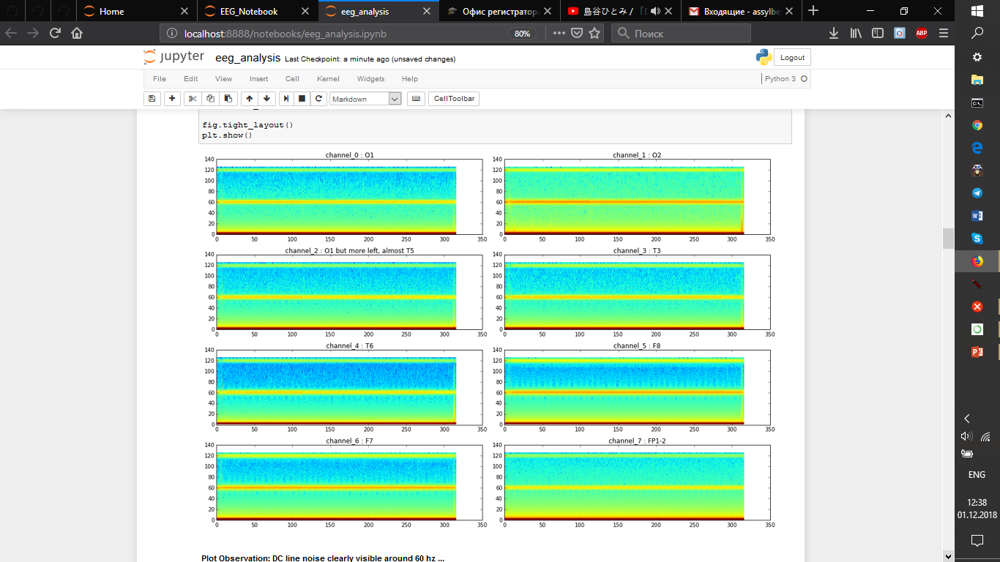 Home
EEG_Notebook
eeg_analysis
Офис регистратора
島谷ひとみ / 「
Входящие - assylbe
localhost:8888/notebooks/eeg_analysis.ipynb
80%
Поиск
ABP
jupyter
eeg_analysis
Last Checkpoint: a minute ago (unsaved changes)
Logout
File Edit View Insert Cell Kernel Widgets Help
Python 3
Markdown
CellToolbar
fig.tight_layout()
plt.show()
channel_0 : O1
140
120
100
80
60
40
20
0
0 50 100 150 200 250 300 350
channel_1 : O2
140
120
100
80
60
40
20
0
0 50 100 150 200 250 300 350
channel_2 : O1 but more left, almost T5
140
120
100
80
60
40
20
0
0 50 100 150 200 250 300 350
channel_3 : T3
140
120
100
80
60
40
20
0
0 50 100 150 200 250 300 350
channel_4 : T6
140
120
100
80
60
40
20
0
0 50 100 150 200 250 300 350
channel_5 : F8
140
120
100
80
60
40
20
0
0 50 100 150 200 250 300 350
channel_6 : F7
140
120
100
80
60
40
20
0
0 50 100 150 200 250 300 350
channel_7 : FP1-2
140
120
100
80
60
40
20
0
0 50 100 150 200 250 300 350
Plot Observation: DC line noise clearly visible around 60 hz ...
ENG
12:38
01.12.2018